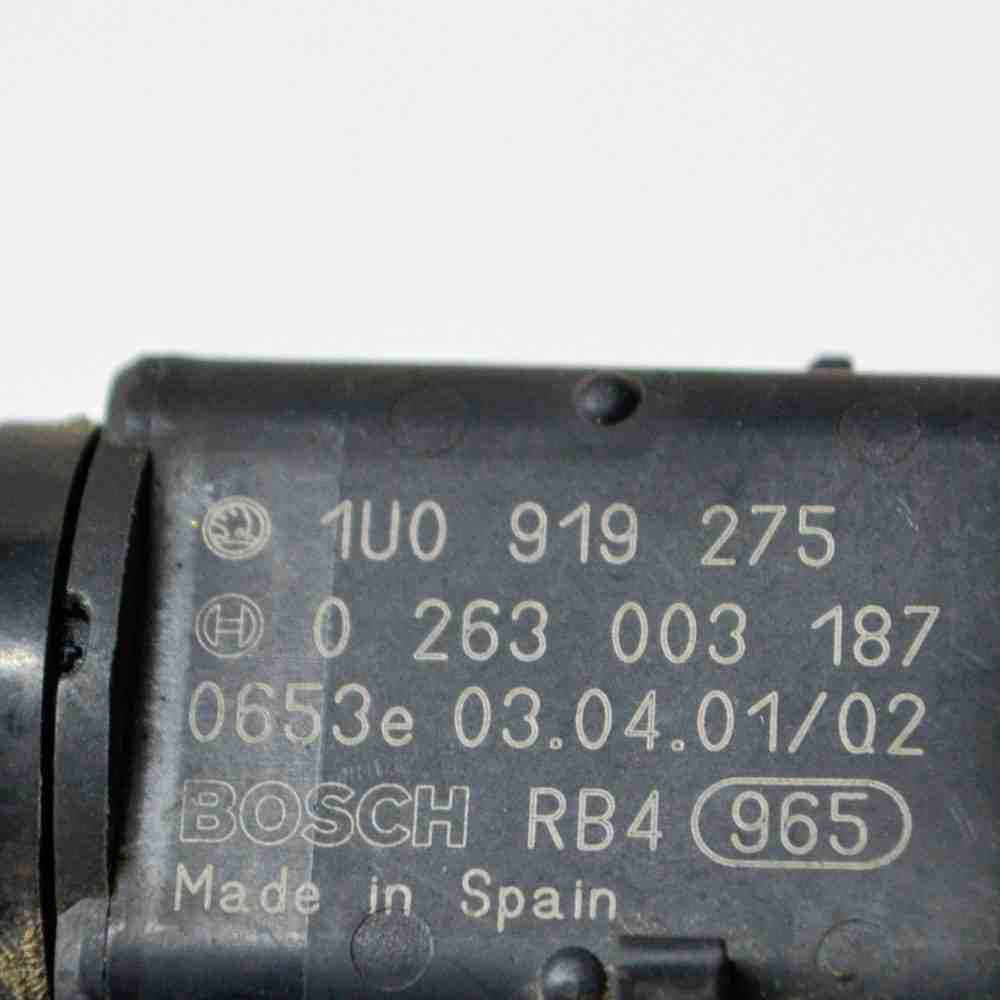 1U0 919 275
0 263 003 187
0653e 03.04.01/02
BOSCH RB4 965
Made in Spain